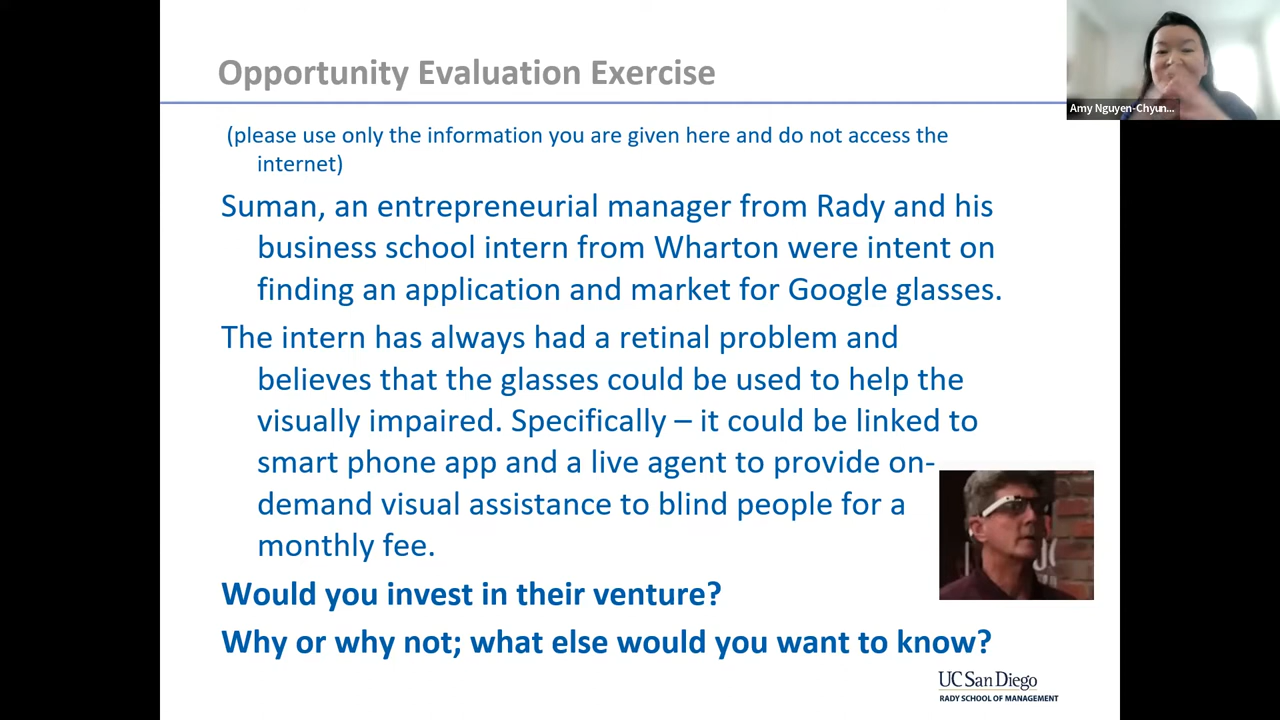 Opportunity Evaluation Exercise
Amy Nguyen-Chyun...
(please use only the information you are given here and do not access the
internet)
Suman, an entrepreneurial manager from Rady and his
business school intern from Wharton were intent on
finding an application and market for Google glasses.
The intern has always had a retinal problem and
believes that the glasses could be used to help the
visually impaired. Specifically – it could be linked to
smart phone app and a live agent to provide on-
demand visual assistance to blind people for a
monthly fee.
Would you invest in their venture?
Why or why not; what else would you want to know?
UC San Diego
RADY SCHOOL OF MANAGEMENT